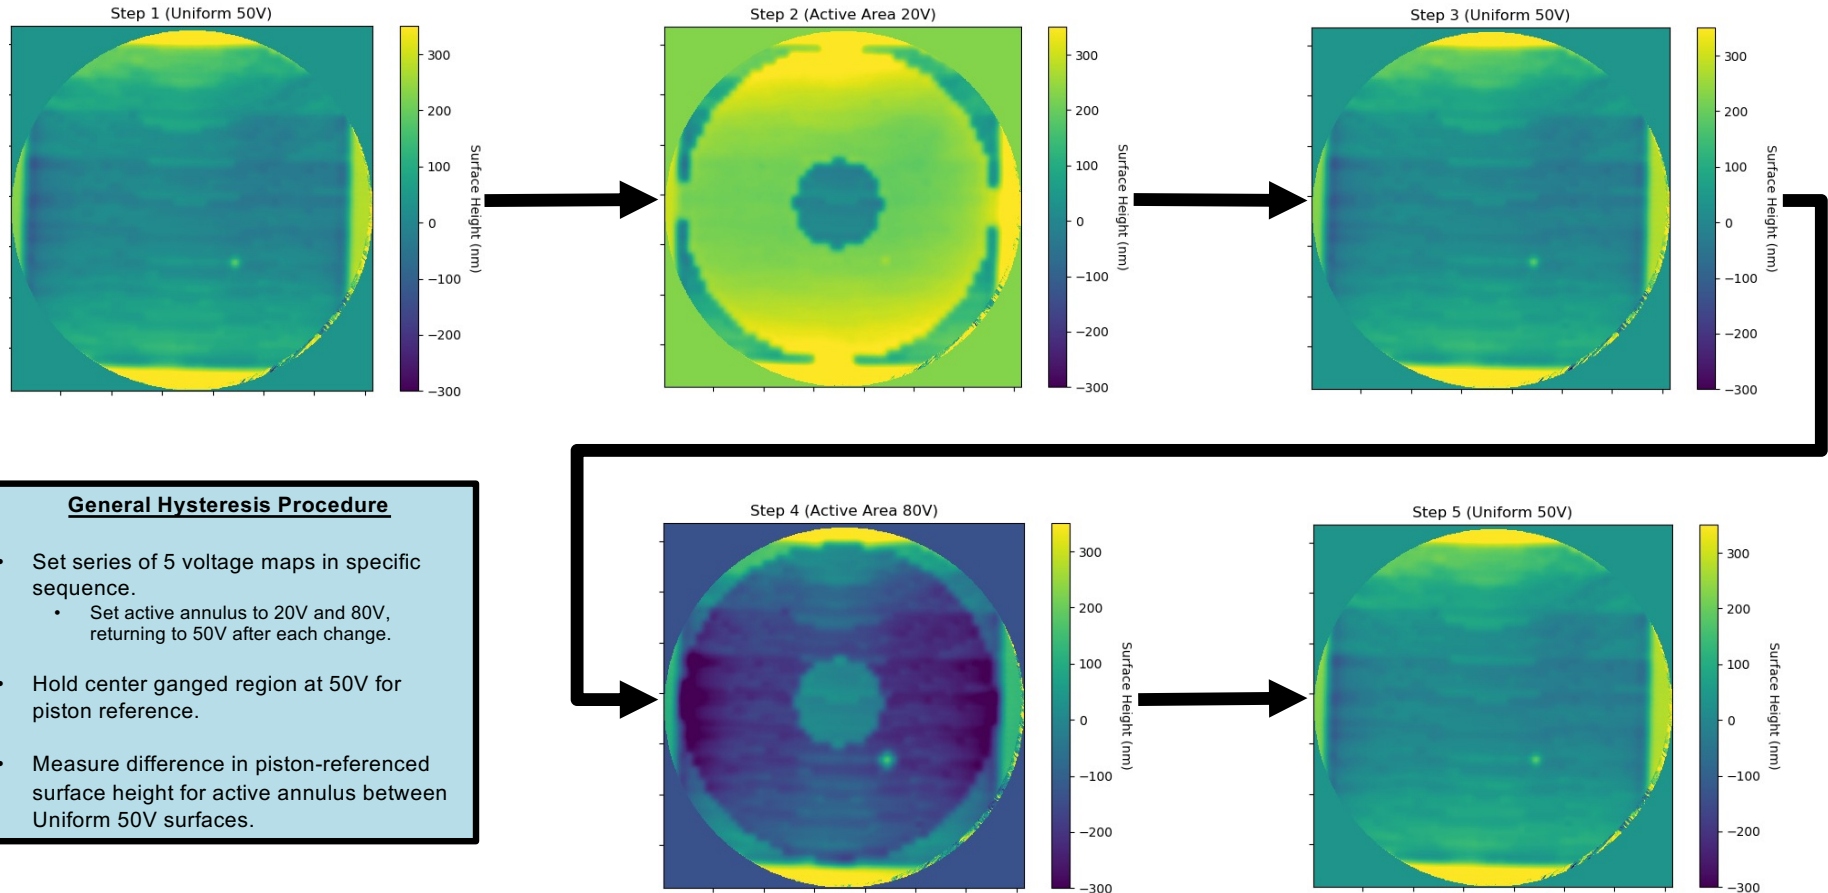 Step 1 (Uniform 50V)
300
200
100
0
−100
−200
−300
Surface Height (nm)
Step 2 (Active Area 20V)
300
200
100
0
−100
−200
−300
Surface Height (nm)
Step 3 (Uniform 50V)
300
200
100
0
−100
−200
−300
Surface Height (nm)
General Hysteresis Procedure
• Set series of 5 voltage maps in specific
sequence.
• Set active annulus to 20V and 80V,
returning to 50V after each change.
• Hold center ganged region at 50V for
piston reference.
• Measure difference in piston-referenced
surface height for active annulus between
Uniform 50V surfaces.
Step 4 (Active Area 80V)
300
200
100
0
−100
−200
−300
Surface Height (nm)
Step 5 (Uniform 50V)
300
200
100
0
−100
−200
−300
Surface Height (nm)